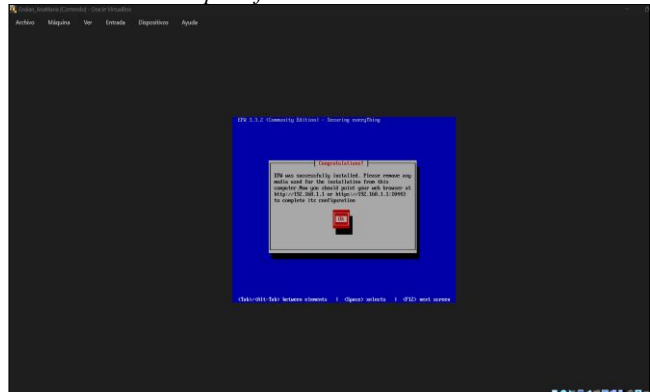 Endian_AnaMaria (Corriendo) - Oracle VirtualBox
Archivo Máquina Ver Entrada Dispositivos Ayuda
EFW 3.3.2 (Community Edition) - Securing everyThing
Congratulations!
EFW was successfully installed. Please remove any
media used for the installation from this
computer.Now you should point your web browser at
http://192.168.1.1 or https://192.168.1.1:10443
to complete its configuration
Ok
<Tab>/<Alt-Tab> between elements | <Space> selects | <F12> next screen